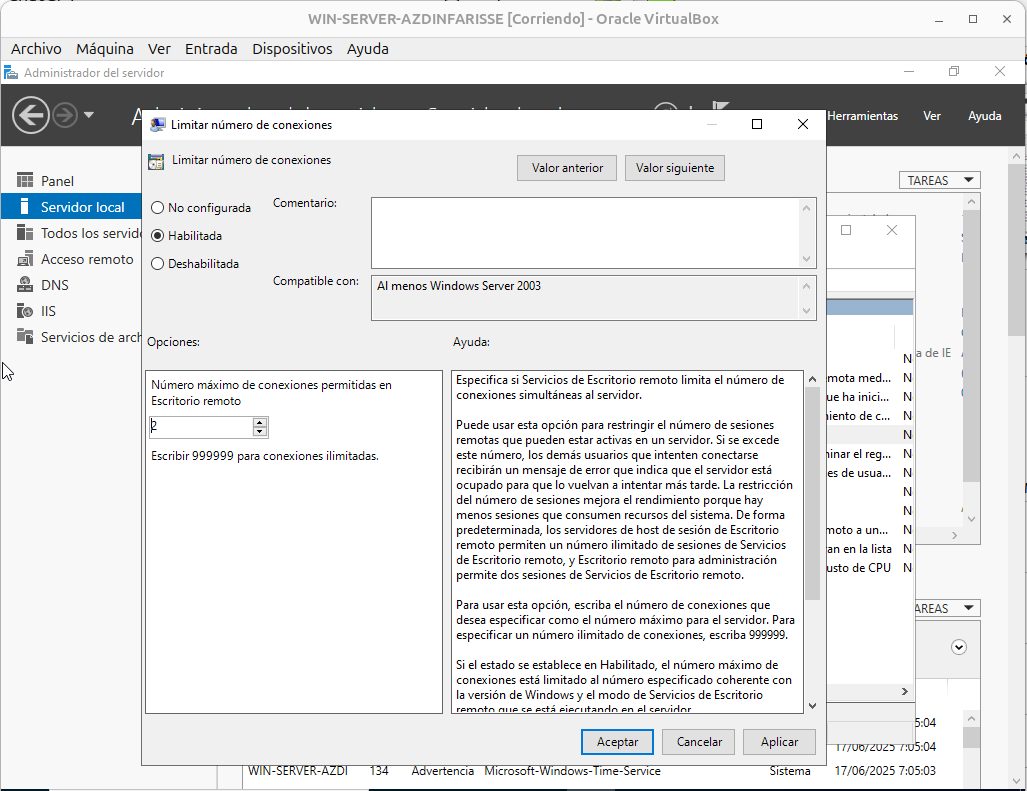 WIN-SERVER-AZDINFARISSE [Corriendo] - Oracle VirtualBox
Archivo Máquina Ver Entrada Dispositivos Ayuda
Administrador del servidor
Herramientas Ver Ayuda
Limitar número de conexiones
Limitar número de conexiones
Valor anterior Valor siguiente
Panel
Servidor local
Todos los servid
Acceso remoto
DNS
IIS
Servicios de arch
TAREAS
No configurada
Habilitada
Deshabilitada
Comentario:
Compatible con:
Al menos Windows Server 2003
Opciones:
Ayuda:
Número máximo de conexiones permitidas en
Escritorio remoto
2
Escribir 999999 para conexiones ilimitadas.
Especifica si Servicios de Escritorio remoto limita el número de
conexiones simultáneas al servidor.
Puede usar esta opción para restringir el número de sesiones
remotas que pueden estar activas en un servidor. Si se excede
este número, los demás usuarios que intenten conectarse
recibirán un mensaje de error que indica que el servidor está
ocupado para que lo vuelvan a intentar más tarde. La restricción
del número de sesiones mejora el rendimiento porque hay
menos sesiones que consumen recursos del sistema. De forma
predeterminada, los servidores de host de sesión de Escritorio
remoto permiten un número ilimitado de sesiones de Servicios
de Escritorio remoto, y Escritorio remoto para administración
permite dos sesiones de Servicios de Escritorio remoto.
Para usar esta opción, escriba el número de conexiones que
desea especificar como el número máximo para el servidor. Para
especificar un número ilimitado de conexiones, escriba 999999.
Si el estado se establece en Habilitado, el número máximo de
conexiones está limitado al número especificado coherente con
la versión de Windows y el modo de Servicios de Escritorio
remoto que se está ejecutando en el servidor.
Aceptar Cancelar Aplicar
a de IE
N
emota med... N
ue ha inici... N
miento de c... N
N
minar el reg... N
es de usua... N
N
N
moto a un... N
an en la lista N
usto de CPU N
AREAS
5:04
17/06/2025 7:05:04
WIN-SERVER-AZDI 134 Advertencia Microsoft-Windows-Time-Service Sistema 17/06/2025 7:05:03